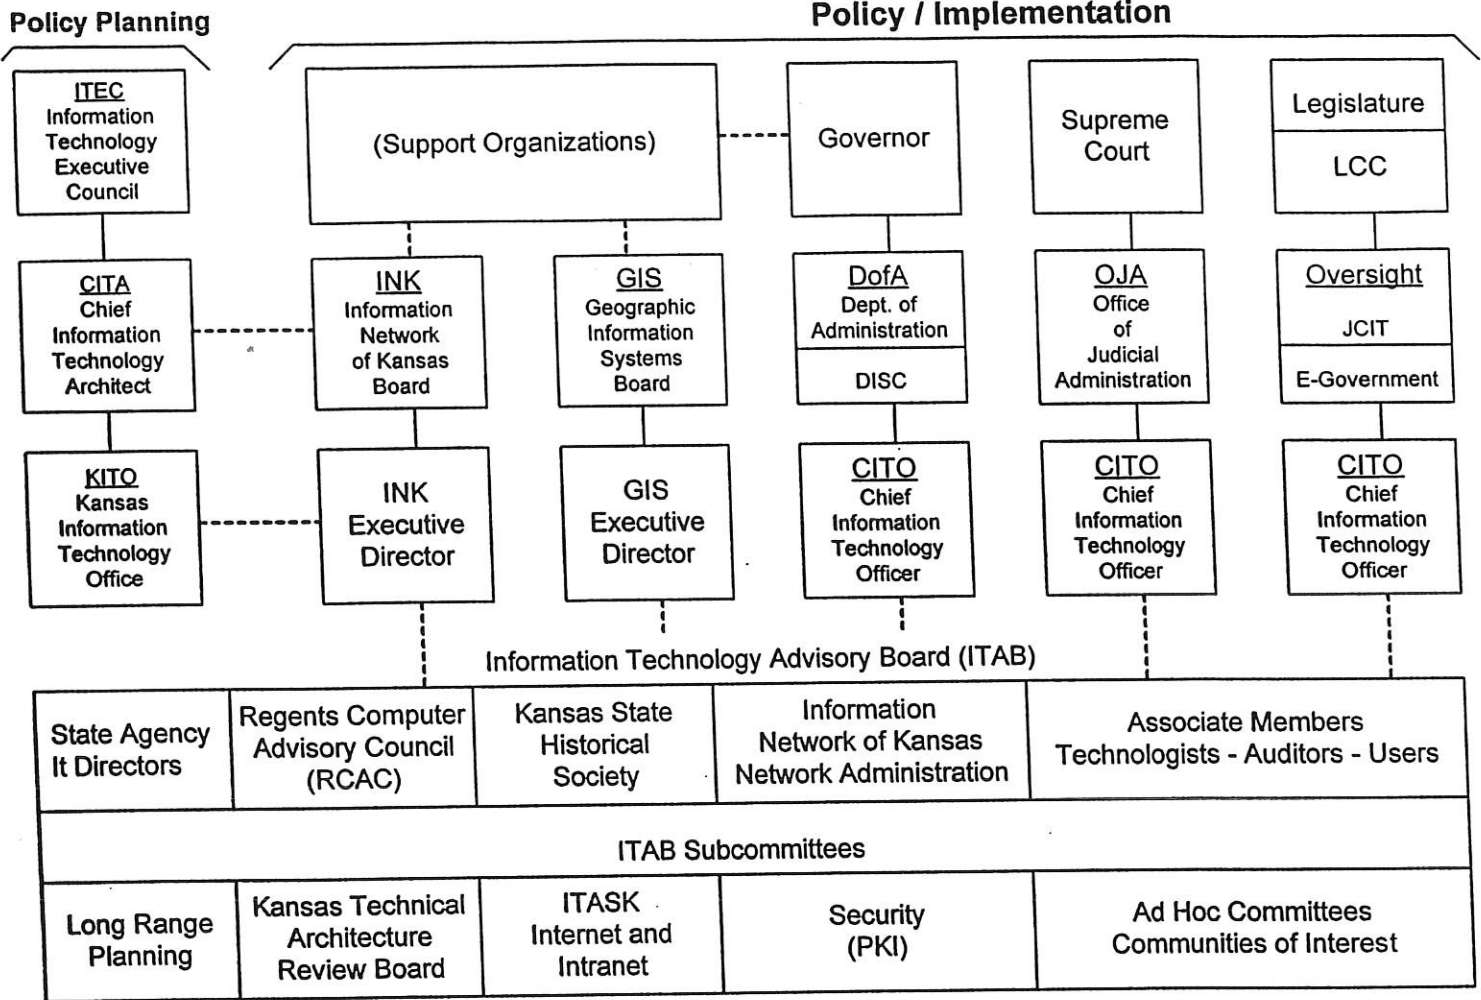 Policy Planning
Policy / Implementation
ITEC
Information
Technology
Executive
Council
(Support Organizations)
Governor
Supreme
Court
Legislature
LCC
CITA
Chief
Information
Technology
Architect
INK
Information
Network
of Kansas
Board
GIS
Geographic
Information
Systems
Board
DofA
Dept. of
Administration
DISC
OJA
Office
of
Judicial
Administration
Oversight
JCIT
E-Government
KITO
Kansas
Information
Technology
Office
INK
Executive
Director
GIS
Executive
Director
CITO
Chief
Information
Technology
Officer
CITO
Chief
Information
Technology
Officer
CITO
Chief
Information
Technology
Officer
Information Technology Advisory Board (ITAB)
State Agency
It Directors
Regents Computer
Advisory Council
(RCAC)
Kansas State
Historical
Society
Information
Network of Kansas
Network Administration
Associate Members
Technologists - Auditors - Users
ITAB Subcommittees
Long Range
Planning
Kansas Technical
Architecture
Review Board
ITASK
Internet and
Intranet
Security
(PKI)
Ad Hoc Committees
Communities of Interest